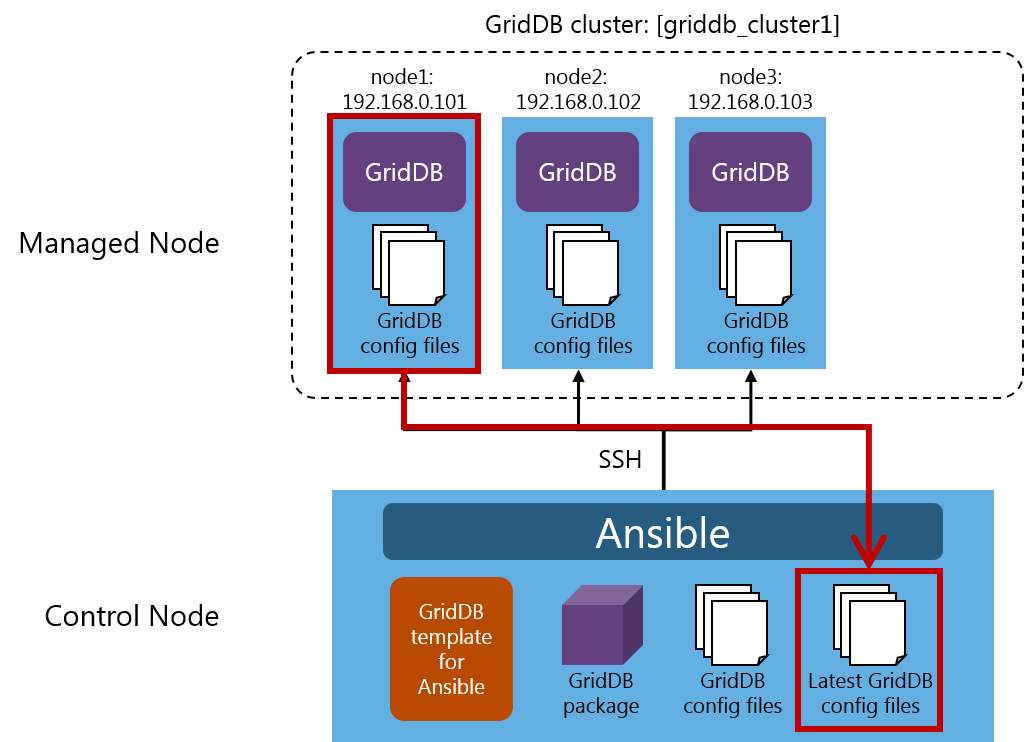 GridDB cluster: [griddb_cluster1]
node1:
192.168.0.101
node2:
192.168.0.102
node3:
192.168.0.103
GridDB
GridDB
GridDB
Managed Node
GridDB
config files
GridDB
config files
GridDB
config files
SSH
Ansible
Control Node
GridDB
template
for
Ansible
GridDB
package
GridDB
config files
Latest GridDB
config files